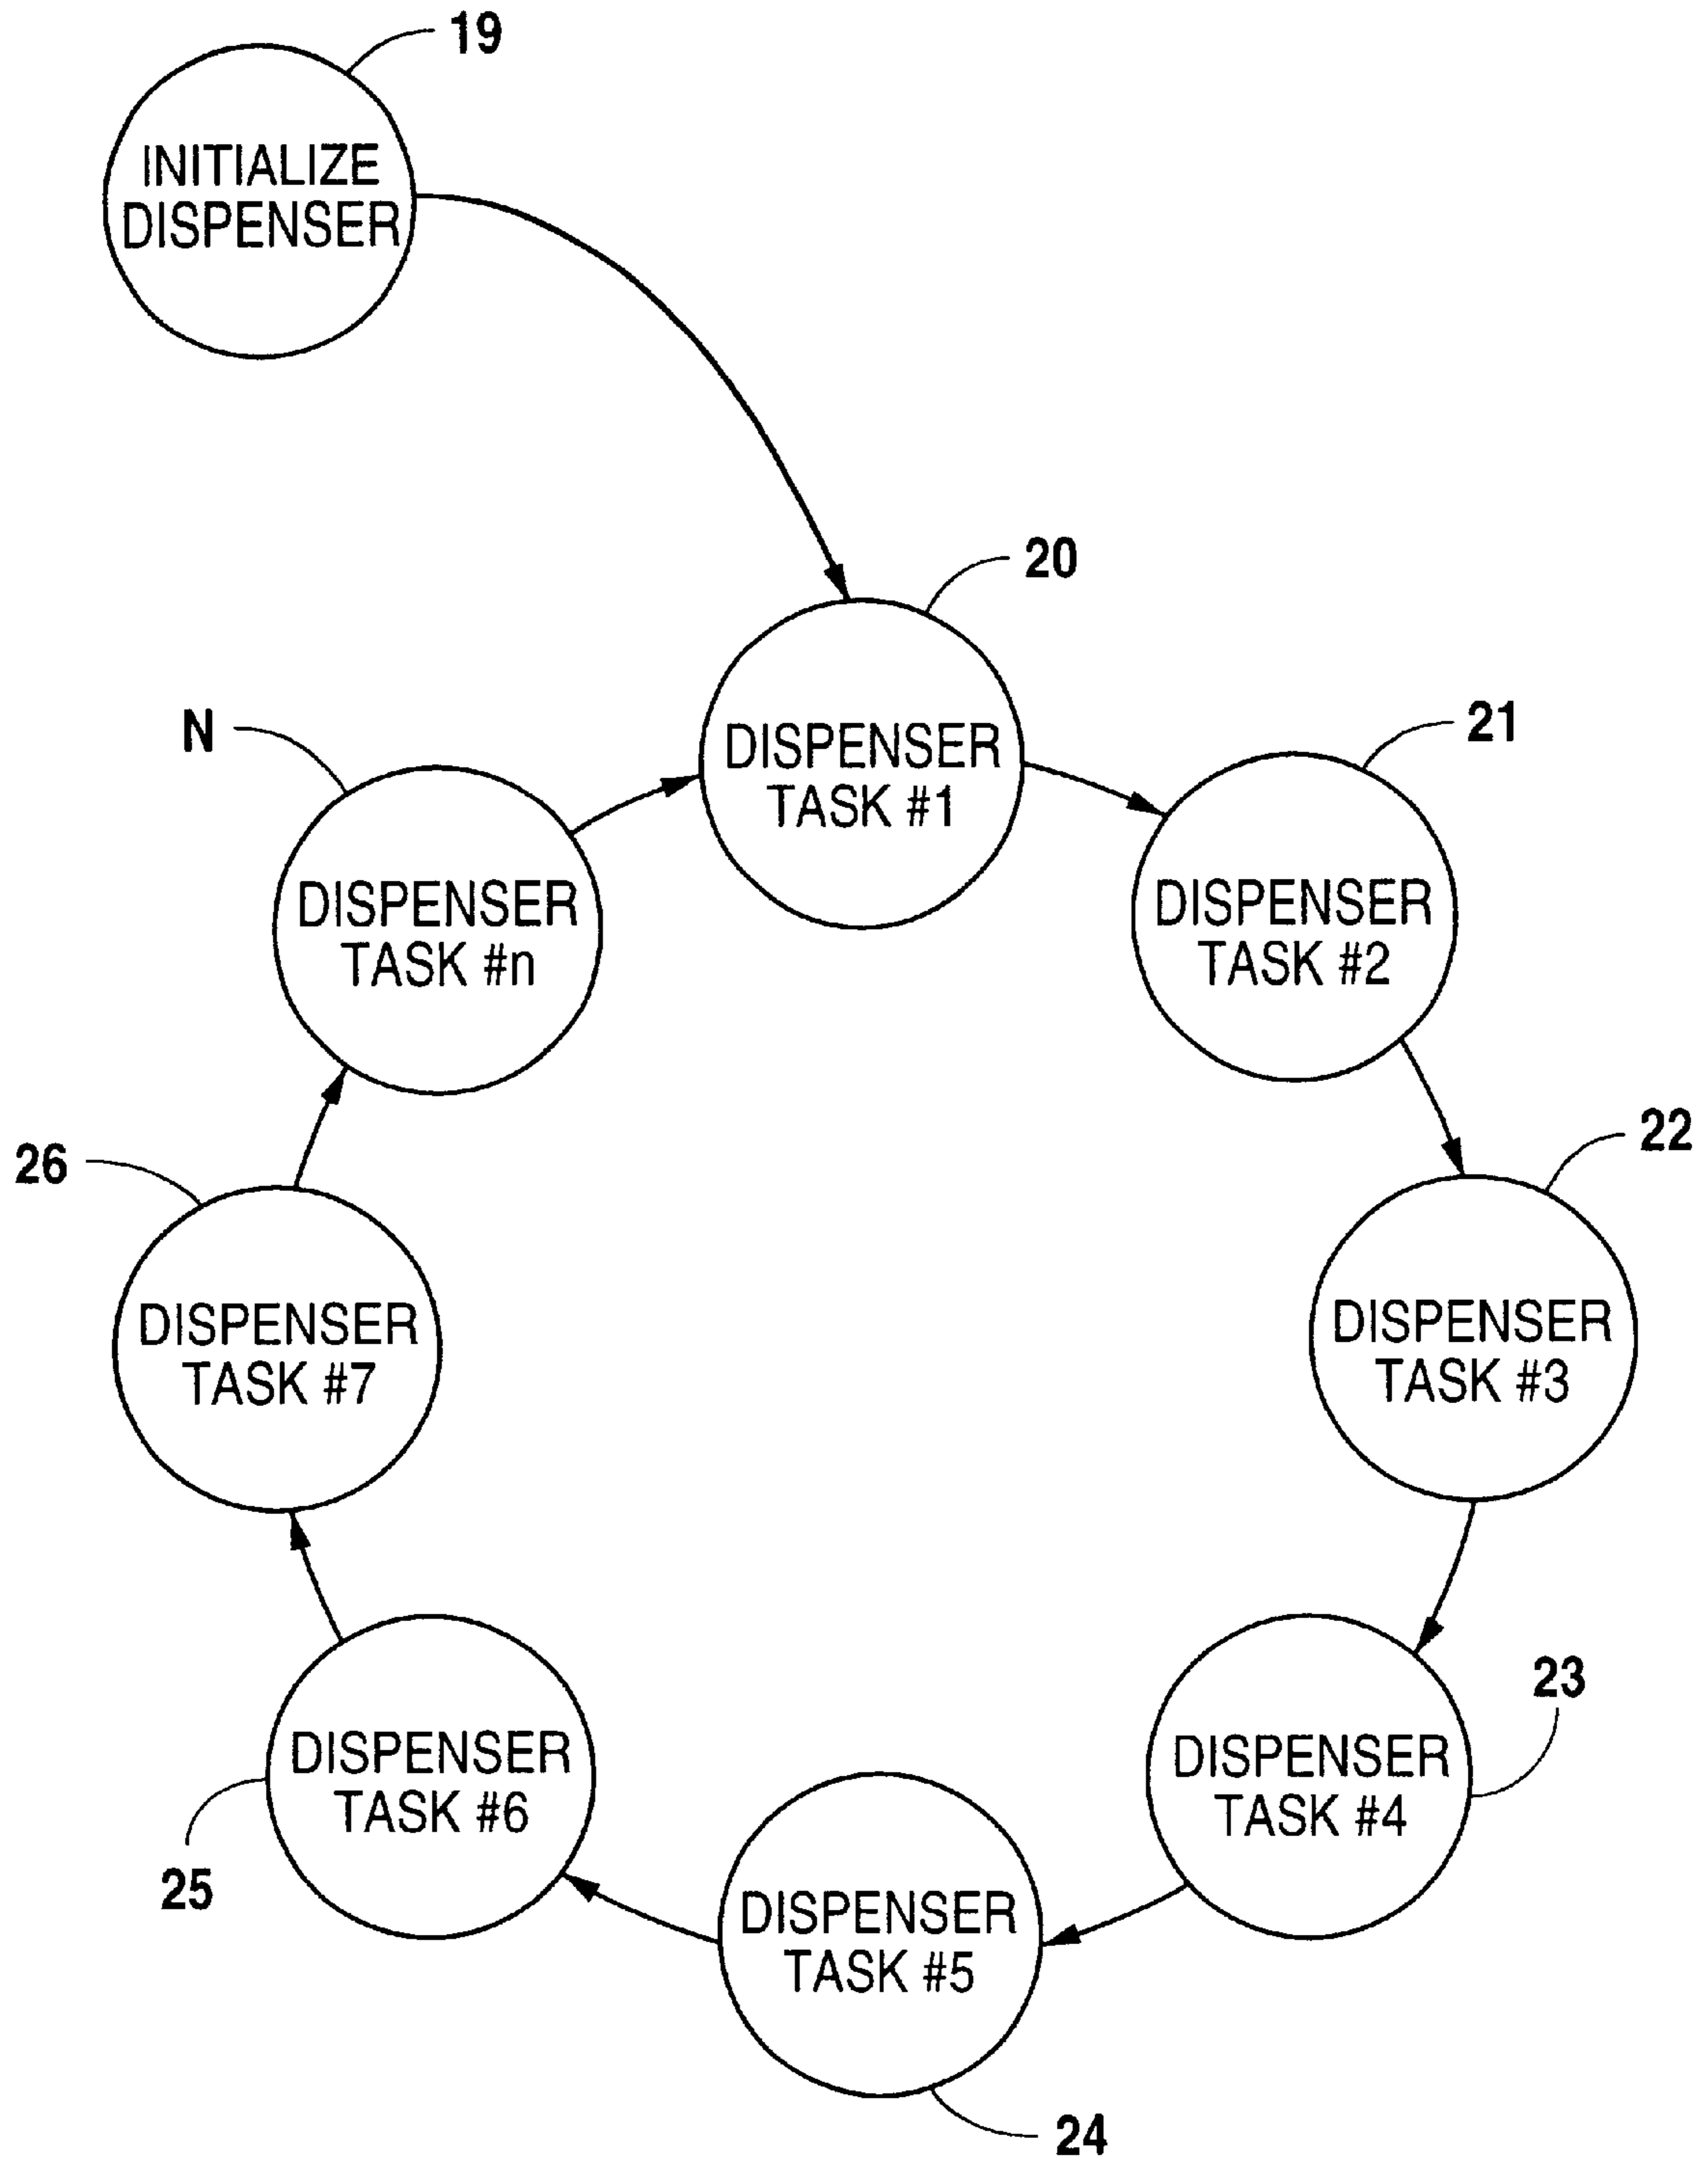 19
INITIALIZE
DISPENSER
20
DISPENSER
TASK #1
21
DISPENSER
TASK #2
22
DISPENSER
TASK #3
23
DISPENSER
TASK #4
24
DISPENSER
TASK #5
25
DISPENSER
TASK #6
26
DISPENSER
TASK #7
N
DISPENSER
TASK #n